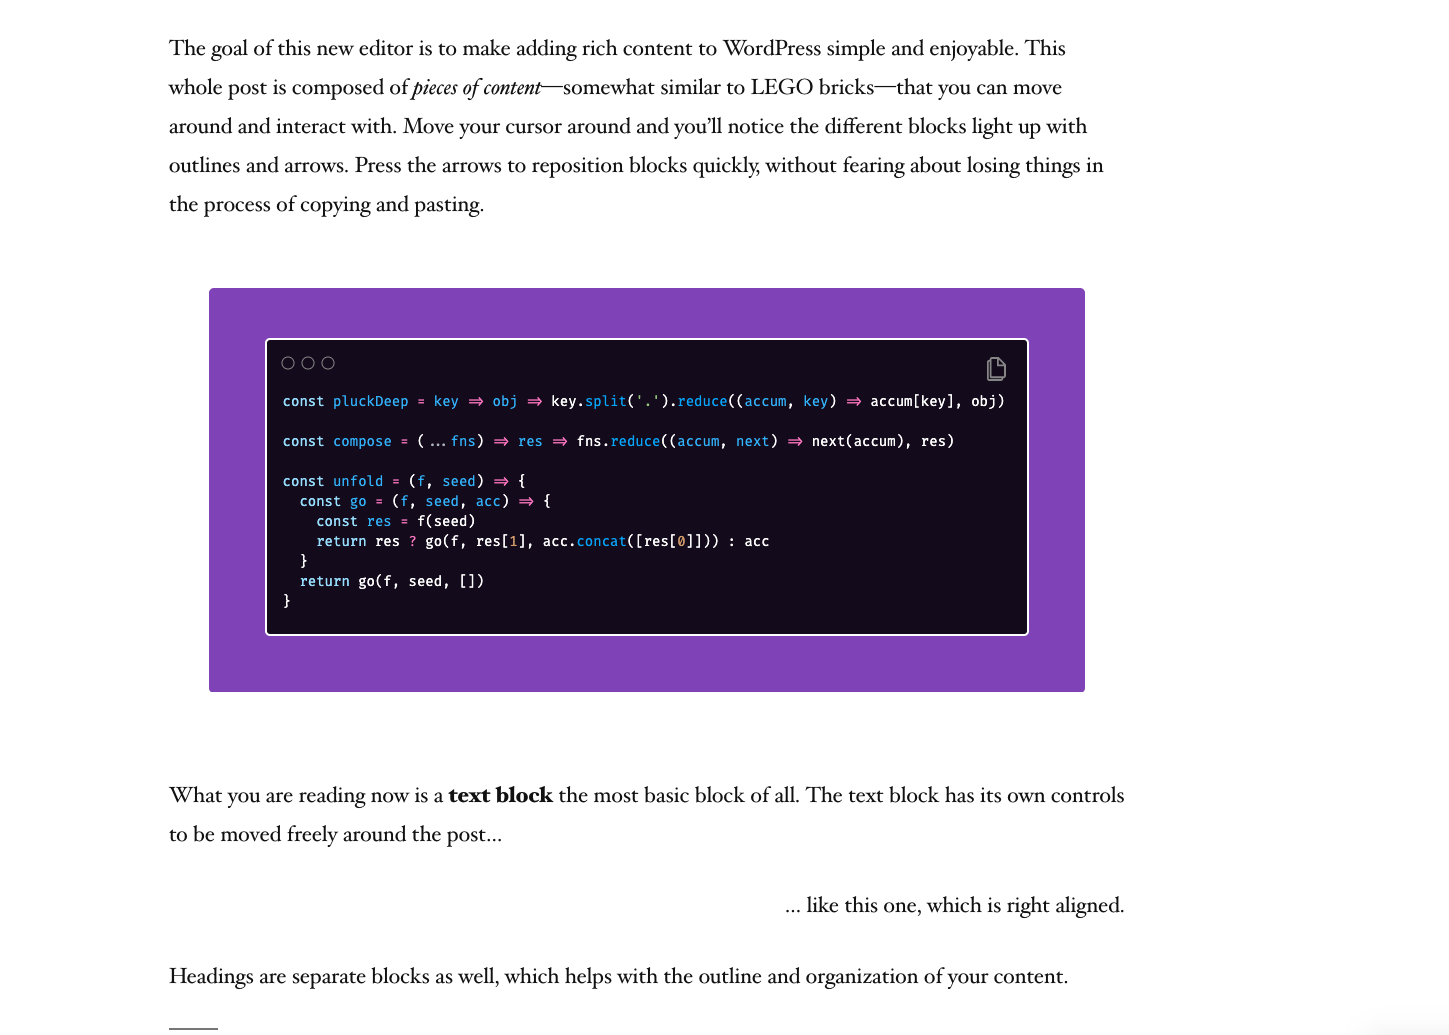 The goal of this new editor is to make adding rich content to WordPress simple and enjoyable. This
whole post is composed of pieces of content—somewhat similar to LEGO bricks—that you can move
around and interact with. Move your cursor around and you’ll notice the different blocks light up with
outlines and arrows. Press the arrows to reposition blocks quickly, without fearing about losing things in
the process of copying and pasting.
const pluckDeep = key => obj => key.split('.').reduce((accum, key) => accum[key], obj)
const compose = (...fns) => res => fns.reduce((accum, next) => next(accum), res)
const unfold = (f, seed) => {
  const go = (f, seed, acc) => {
    const res = f(seed)
    return res ? go(f, res[1], acc.concat([res[0]])) : acc
  }
  return go(f, seed, [])
}
What you are reading now is a text block the most basic block of all. The text block has its own controls
to be moved freely around the post…
… like this one, which is right aligned.
Headings are separate blocks as well, which helps with the outline and organization of your content.